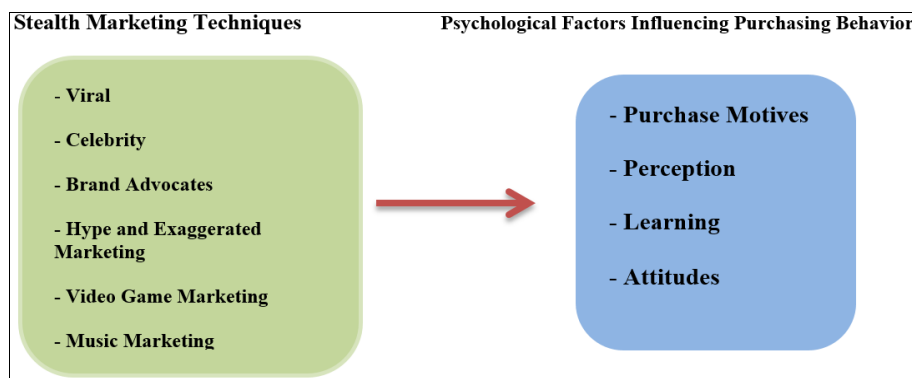 Stealth Marketing Techniques
Psychological Factors Influencing Purchasing Behavior
- Viral
- Celebrity
- Brand Advocates
- Hype and Exaggerated
Marketing
- Video Game Marketing
- Music Marketing
- Purchase Motives
- Perception
- Learning
- Attitudes